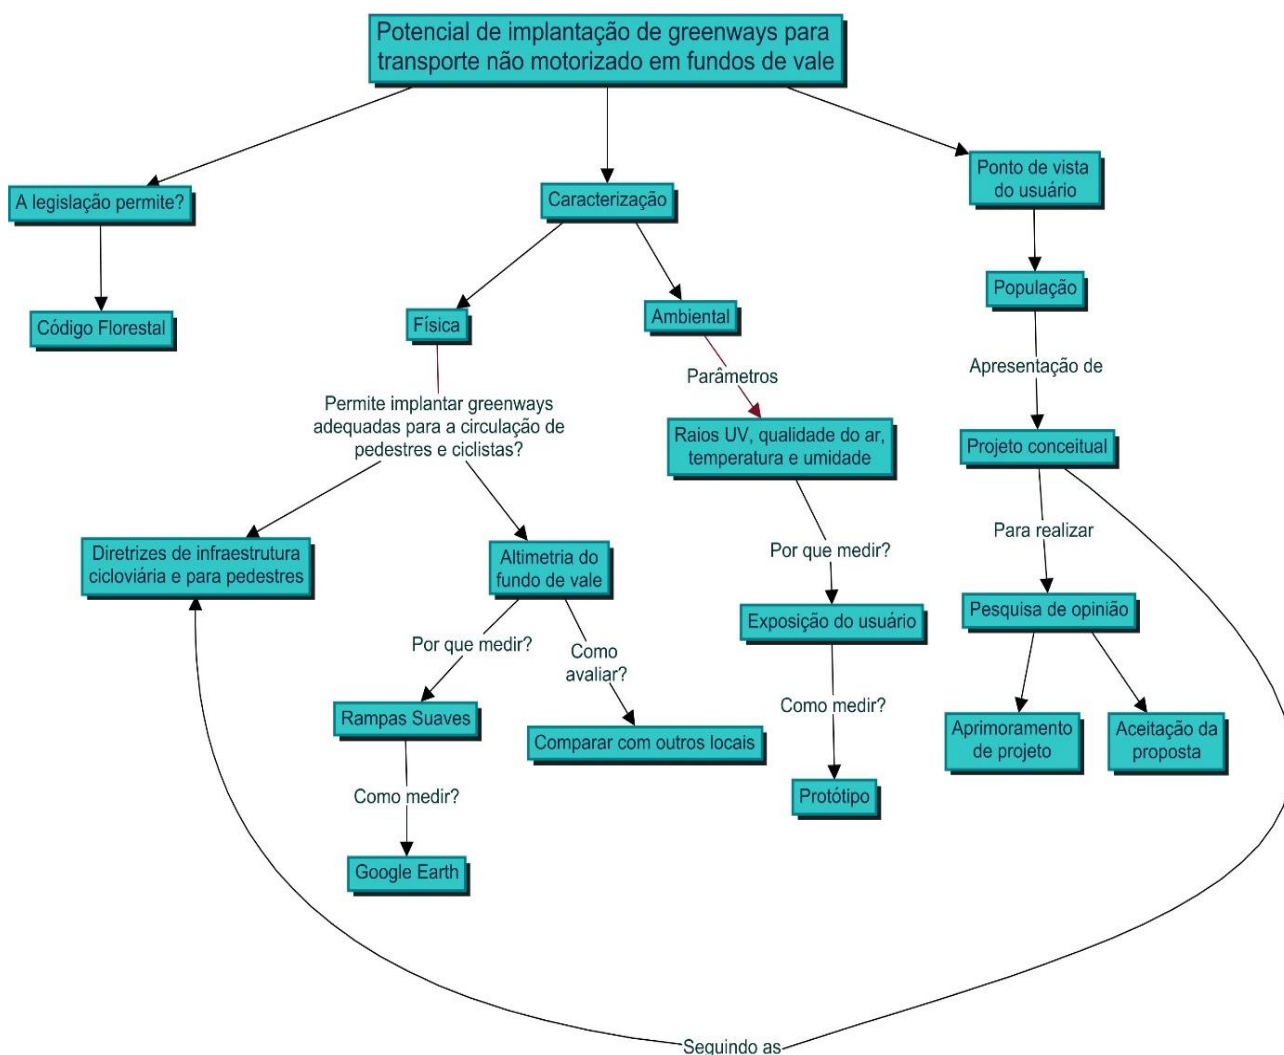 Potencial de implantação de greenways para
transporte não motorizado em fundos de vale
A legislação permite?
Código Florestal
Caracterização
Física
Permite implantar greenways
adequadas para a circulação de
pedestres e ciclistas?
Diretrizes de infraestrutura
cicloviária e para pedestres
Altimetria do
fundo de vale
Por que medir?
Rampas Suaves
Como medir?
Google Earth
Como
avaliar?
Comparar com outros locais
Ambiental
Parâmetros
Raios UV, qualidade do ar,
temperatura e umidade
Por que medir?
Exposição do usuário
Como medir?
Protótipo
Ponto de vista
do usuário
População
Apresentação de
Projeto conceitual
Para realizar
Pesquisa de opinião
Aprimoramento
de projeto
Aceitação da
proposta
Seguindo as